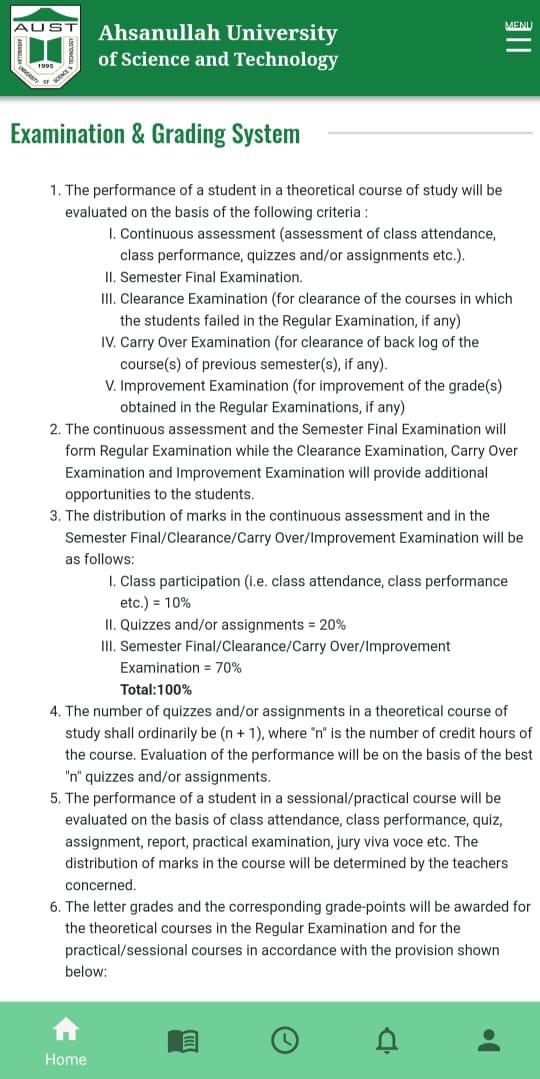 AUST
1995
AHSANULLAH UNIVERSITY OF SCIENCE & TECHNOLOGY
Ahsanullah University
of Science and Technology
MENU
Examination & Grading System
1. The performance of a student in a theoretical course of study will be
evaluated on the basis of the following criteria :
I. Continuous assessment (assessment of class attendance,
class performance, quizzes and/or assignments etc.).
II. Semester Final Examination.
III. Clearance Examination (for clearance of the courses in which
the students failed in the Regular Examination, if any)
IV. Carry Over Examination (for clearance of back log of the
course(s) of previous semester(s), if any).
V. Improvement Examination (for improvement of the grade(s)
obtained in the Regular Examinations, if any)
2. The continuous assessment and the Semester Final Examination will
form Regular Examination while the Clearance Examination, Carry Over
Examination and Improvement Examination will provide additional
opportunities to the students.
3. The distribution of marks in the continuous assessment and in the
Semester Final/Clearance/Carry Over/Improvement Examination will be
as follows:
I. Class participation (i.e. class attendance, class performance
etc.) = 10%
II. Quizzes and/or assignments = 20%
III. Semester Final/Clearance/Carry Over/Improvement
Examination = 70%
Total:100%
4. The number of quizzes and/or assignments in a theoretical course of
study shall ordinarily be (n + 1), where "n" is the number of credit hours of
the course. Evaluation of the performance will be on the basis of the best
"n" quizzes and/or assignments.
5. The performance of a student in a sessional/practical course will be
evaluated on the basis of class attendance, class performance, quiz,
assignment, report, practical examination, jury viva voce etc. The
distribution of marks in the course will be determined by the teachers
concerned.
6. The letter grades and the corresponding grade-points will be awarded for
the theoretical courses in the Regular Examination and for the
practical/sessional courses in accordance with the provision shown
below:
Home